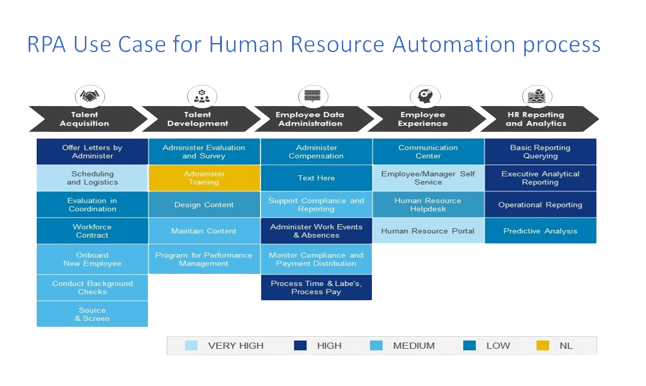 RPA Use Case for Human Resource Automation process
Talent
Acquisition
Talent
Development
Employee Data
Administration
Employee
Experience
HR Reporting
and Analytics
Offer Letters by
Administer
Administer Evaluation
and Survey
Administer
Compensation
Communication
Center
Basic Reporting
Querying
Scheduling
and Logistics
Administer
Training
Text Here
Employee/Manager Self
Service
Executive Analytical
Reporting
Evaluation in
Coordination
Design Content
Support Compliance and
Reporting
Human Resource
Helpdesk
Operational Reporting
Workforce
Contract
Maintain Content
Administer Work Events
& Absences
Human Resource Portal
Predictive Analysis
Onboard
New Employee
Program for Performance
Management
Monitor Compliance and
Payment Distribution
Conduct Background
Checks
Process Time & Labe's,
Process Pay
Source
& Screen
VERY HIGH HIGH MEDIUM LOW NL